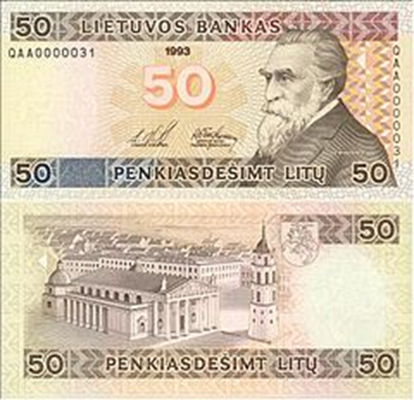 50 LIETUVOS BANKAS
QAA0000031 1993
50
QAA0000031
50 PENKIASDEŠIMT LITŲ 50
50
50 PENKIASDEŠIMT LITŲ 50